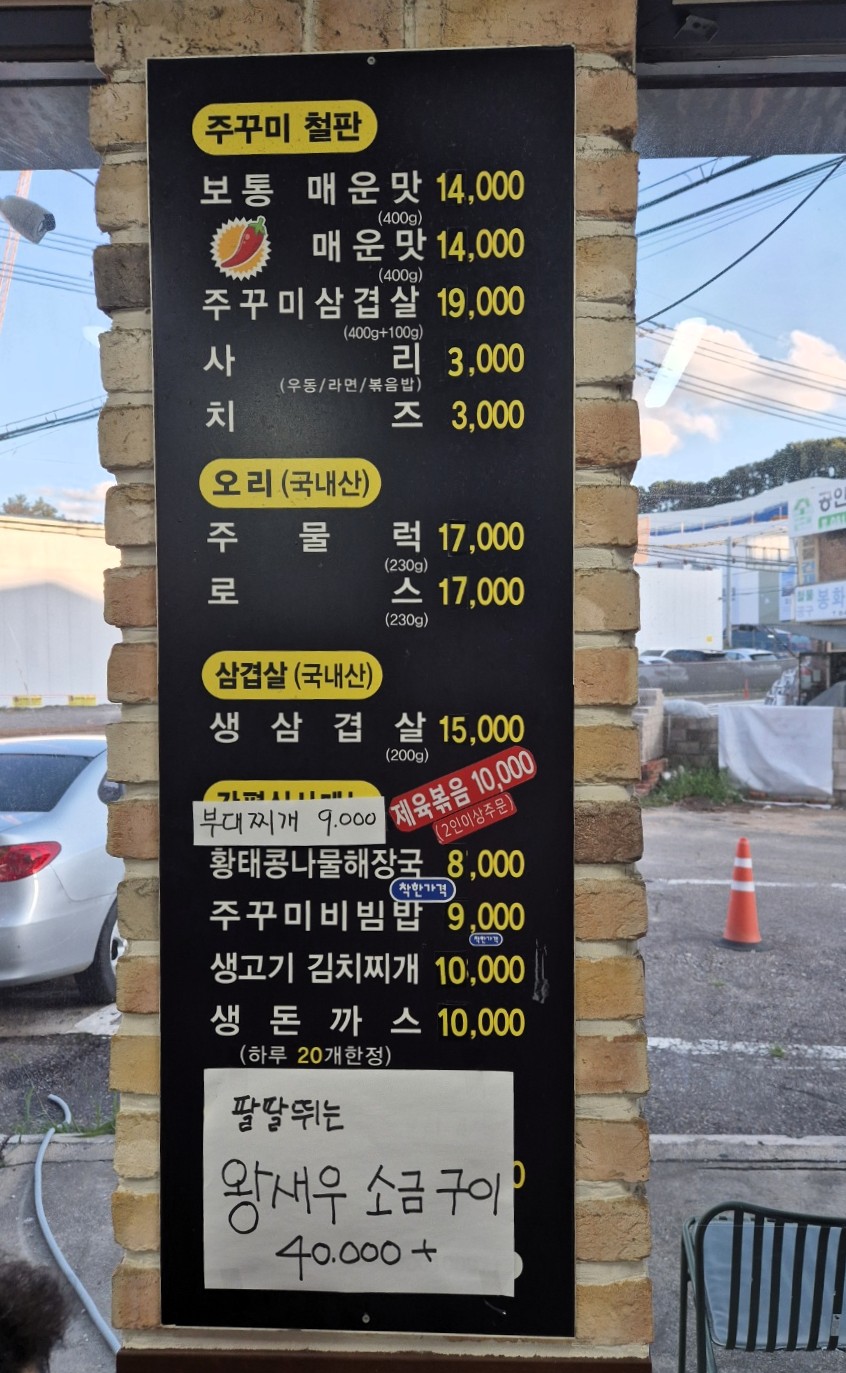 주꾸미 철판
보통 매운맛 14,000
(400g)
매운맛 14,000
(400g)
주꾸미삼겹살 19,000
(400g+100g)
사리 3,000
(우동/라면/볶음밥)
치즈 3,000
오리 (국내산)
주물럭 17,000
(230g)
로스 17,000
(230g)
삼겹살 (국내산)
생삼겹살 15,000
(200g)
제육볶음 10,000
(2인이상주문)
부대찌개 9.000
황태콩나물해장국 8,000
착한가격
주꾸미비빔밥 9,000
착한가격
생고기 김치찌개 10,000
생돈까스 10,000
(하루 20개한정)
팔딸뛰는
왕새우 소금구이
40.000+
공인
봉화